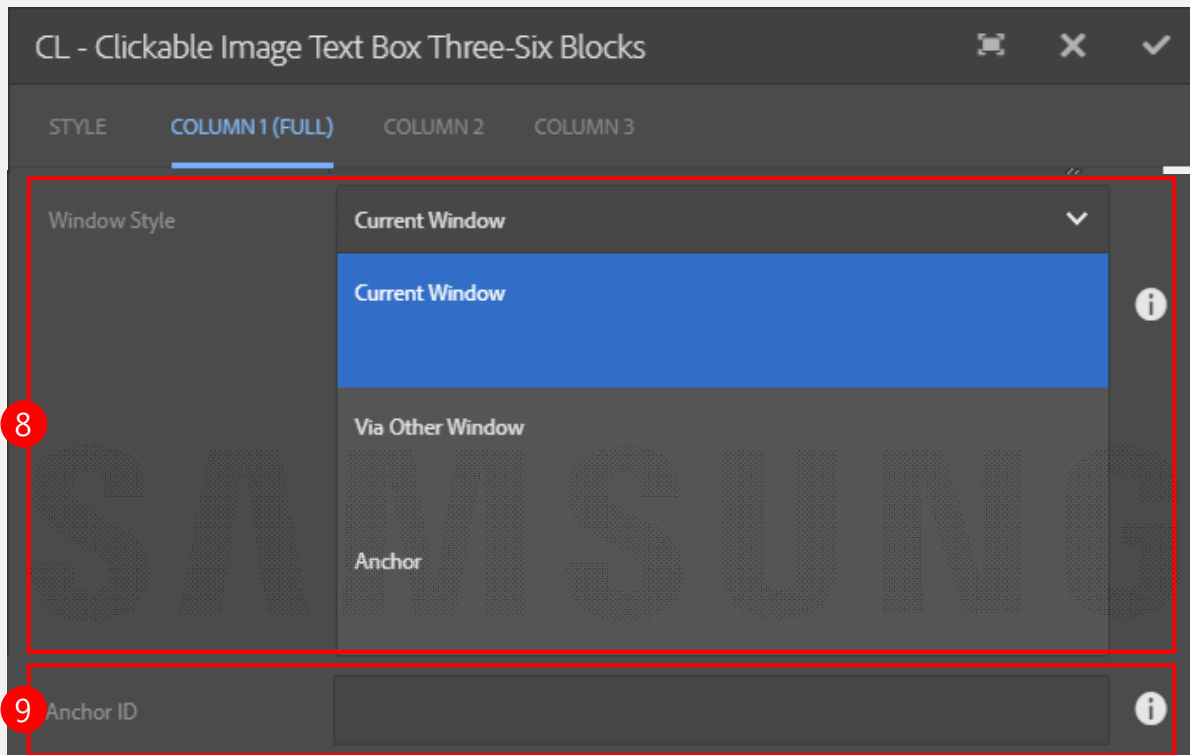 CL - Clickable Image Text Box Three-Six Blocks
STYLE COLUMN 1 (FULL) COLUMN 2 COLUMN 3
Window Style Current Window
Current Window
8
Via Other Window
SAMSUNG
Anchor
9 Anchor ID